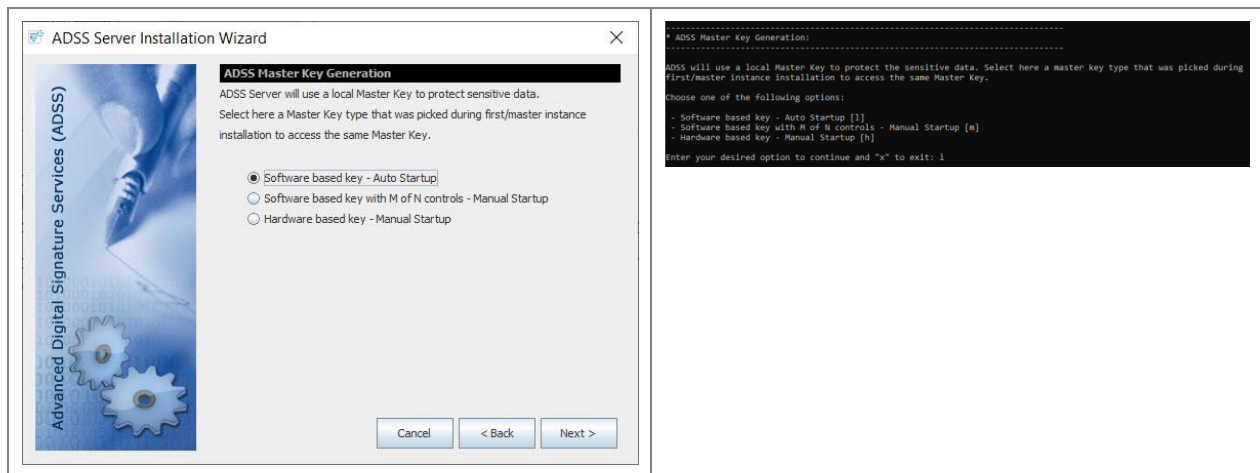 ADSS Server Installation Wizard
Advanced Digital Signature Services (ADSS)
ADSS Master Key Generation
ADSS Server will use a local Master Key to protect sensitive data.
Select here a Master Key type that was picked during first/master instance
installation to access the same Master Key.
Software based key - Auto Startup
Software based key with M of N controls - Manual Startup
Hardware based key - Manual Startup
Cancel
< Back
Next >
--------------------------------------------------------------------------------
* ADSS Master Key Generation:
--------------------------------------------------------------------------------
ADSS will use a local Master Key to protect the sensitive data. Select here a master key type that was picked during
first/master instance installation to access the same Master Key.
Choose one of the following options:
- Software based key - Auto Startup [l]
- Software based key with M of N controls - Manual Startup [m]
- Hardware based key - Manual Startup [h]
Enter your desired option to continue and "x" to exit: l